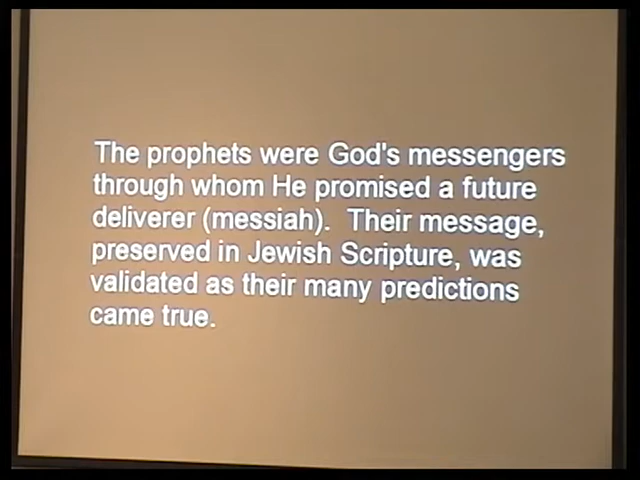 The prophets were God's messengers
through whom He promised a future
deliverer (messiah).  Their message,
preserved in Jewish Scripture, was
validated as their many predictions
came true.